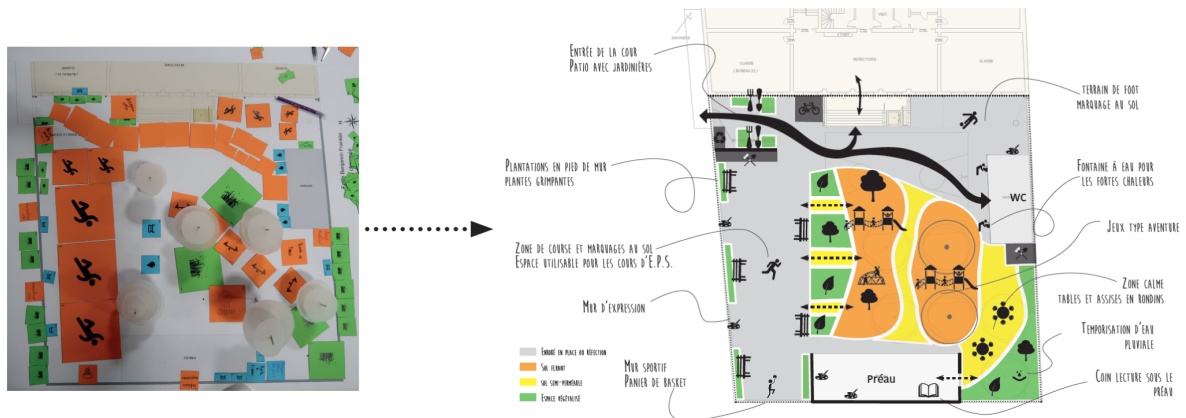 Entrée de la cour
Patio avec jardinières
Plantations en pied de mur
plantes grimpantes
Zone de course et marquages au sol
Espace utilisable pour les cours d'E.P.S.
Mur d'expression
Mur sportif
Panier de basket
Enrobé en place ou réfection
Sol fluant
Sol semi-perméable
Espace végétalisé
WC
Préau
terrain de foot
marquage au sol
Fontaine à eau pour
les fortes chaleurs
Jeux type aventure
Zone calme
tables et assises en rondins
Temporisation d'eau
pluviale
Coin lecture sous le
préau